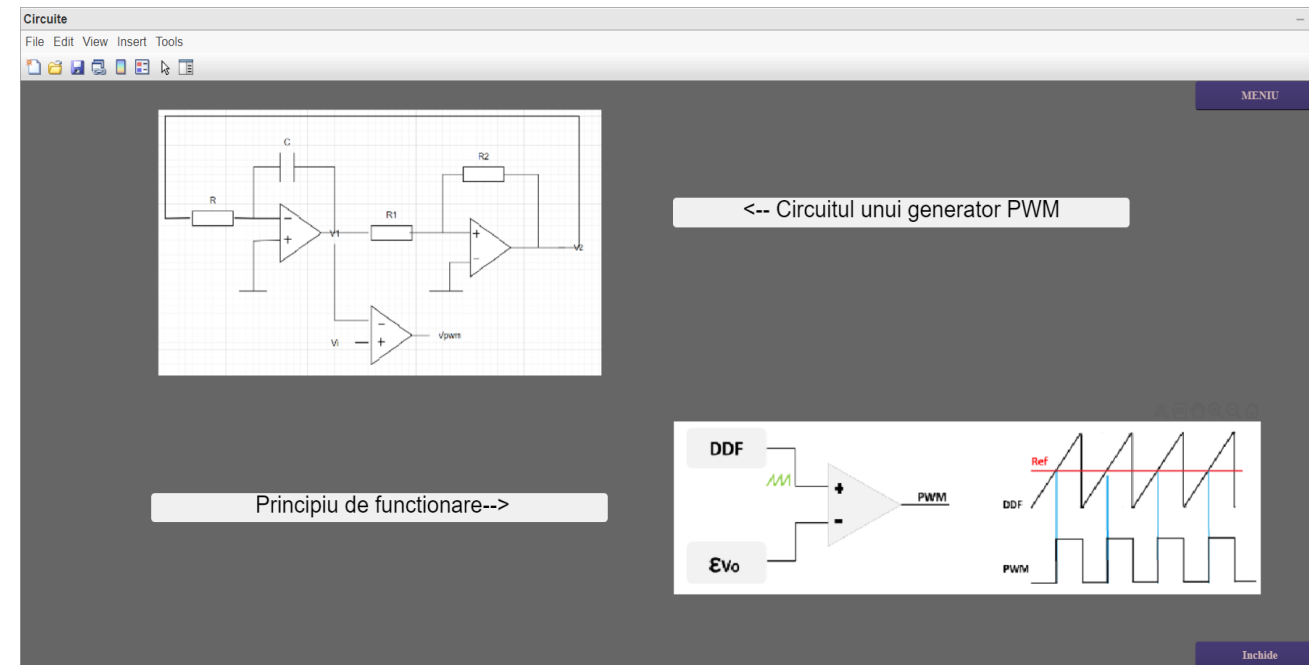 Circuite
File Edit View Insert Tools
MENIU
C
R2
R
R1
−
+
V1
+
−
V2
−
+
Vi
Vpwm
<-- Circuitul unui generator PWM
Principiu de functionare-->
DDF
+
−
PWM
εVo
Ref
DDF
PWM
Inchide